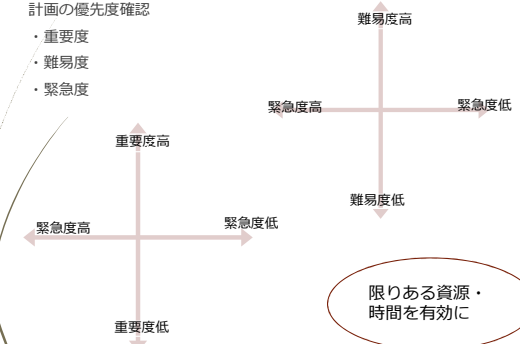 計画の優先度確認
・重要度
・難易度
・緊急度
難易度高
緊急度高
緊急度低
難易度低
重要度高
緊急度高
緊急度低
重要度低
限りある資源・
時間を有効に